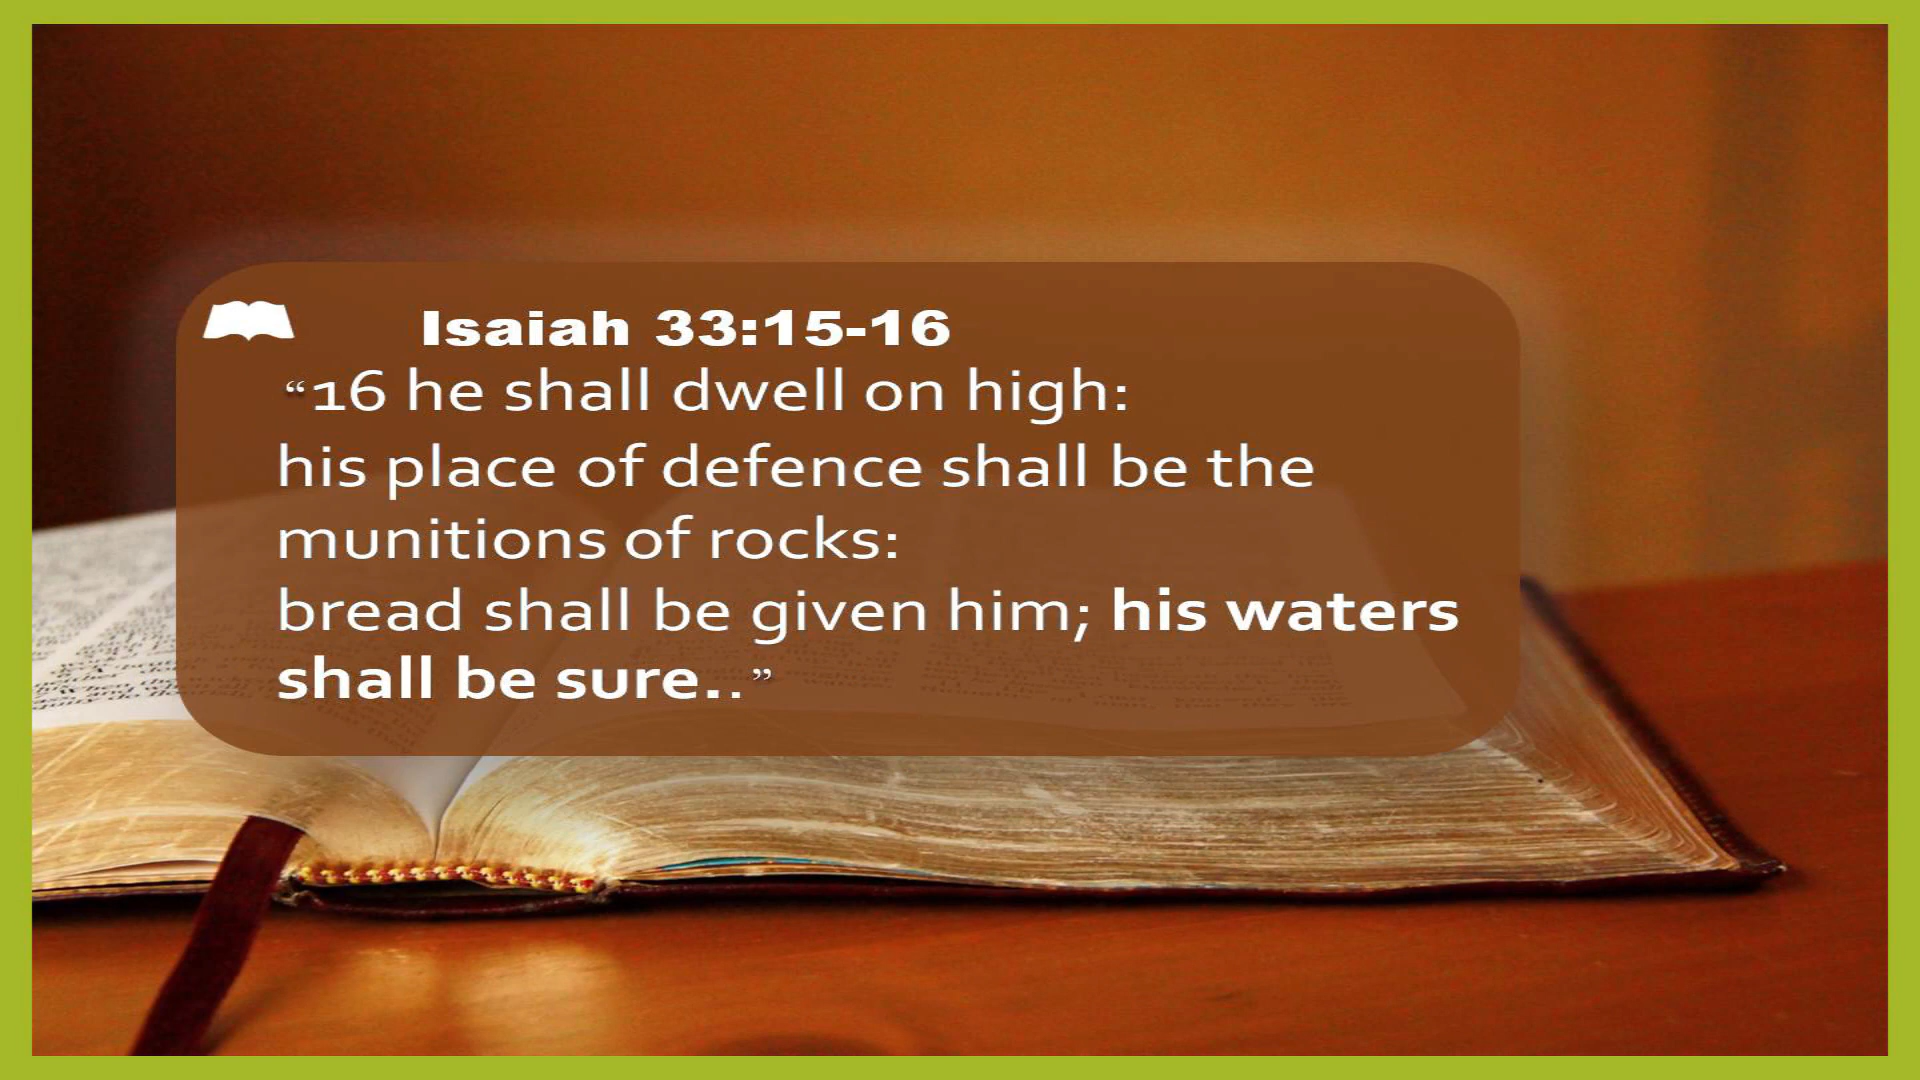 Isaiah 33:15-16
“16 he shall dwell on high:
his place of defence shall be the
munitions of rocks:
bread shall be given him; his waters
shall be sure..”